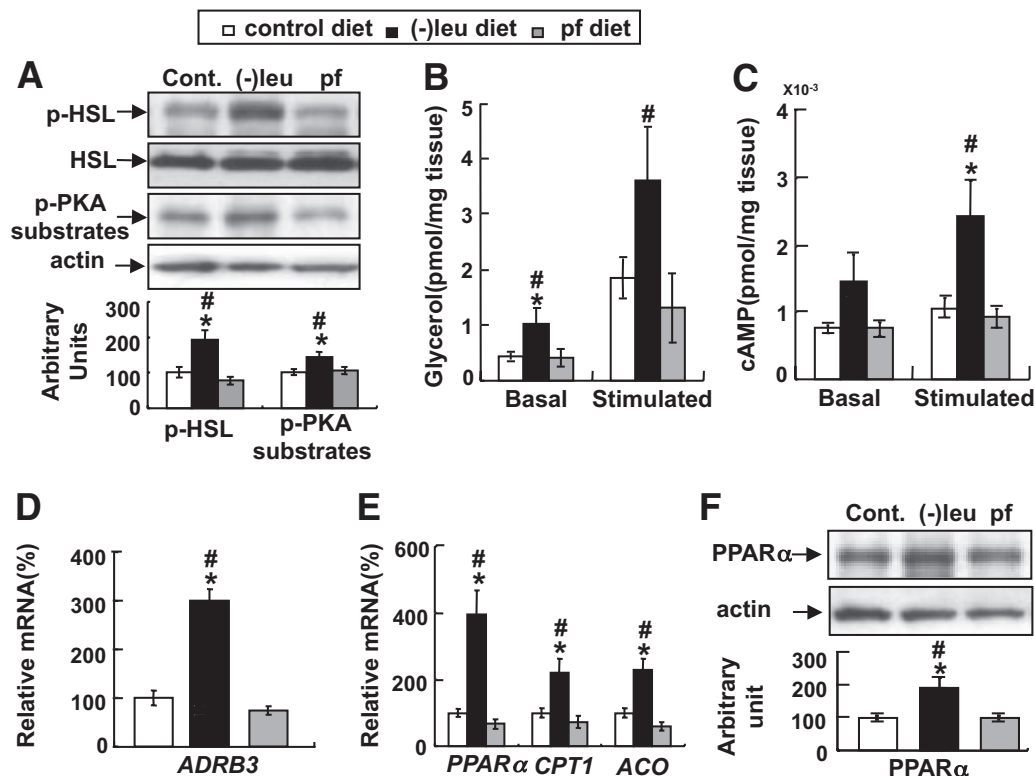 control diet (-)leu diet pf diet
A
Cont. (-)leu pf
p-HSL
HSL
p-PKA
substrates
actin
Arbitrary
Units
300
200
100
0
#
*
#
*
p-HSL
p-PKA
substrates
B
Glycerol(pmol/mg tissue)
5
4
3
2
1
0
#
*
#
Basal Stimulated
C
X10-3
cAMP(pmol/mg tissue)
4
3
2
1
0
#
*
Basal Stimulated
D
Relative mRNA(%)
400
300
200
100
0
#
*
ADRB3
E
Relative mRNA(%)
600
400
200
0
#
*
#
*
#
*
PPARα CPT1 ACO
F
Cont. (-)leu pf
PPARα
actin
Arbitrary
unit
300
200
100
0
#
*
PPARα